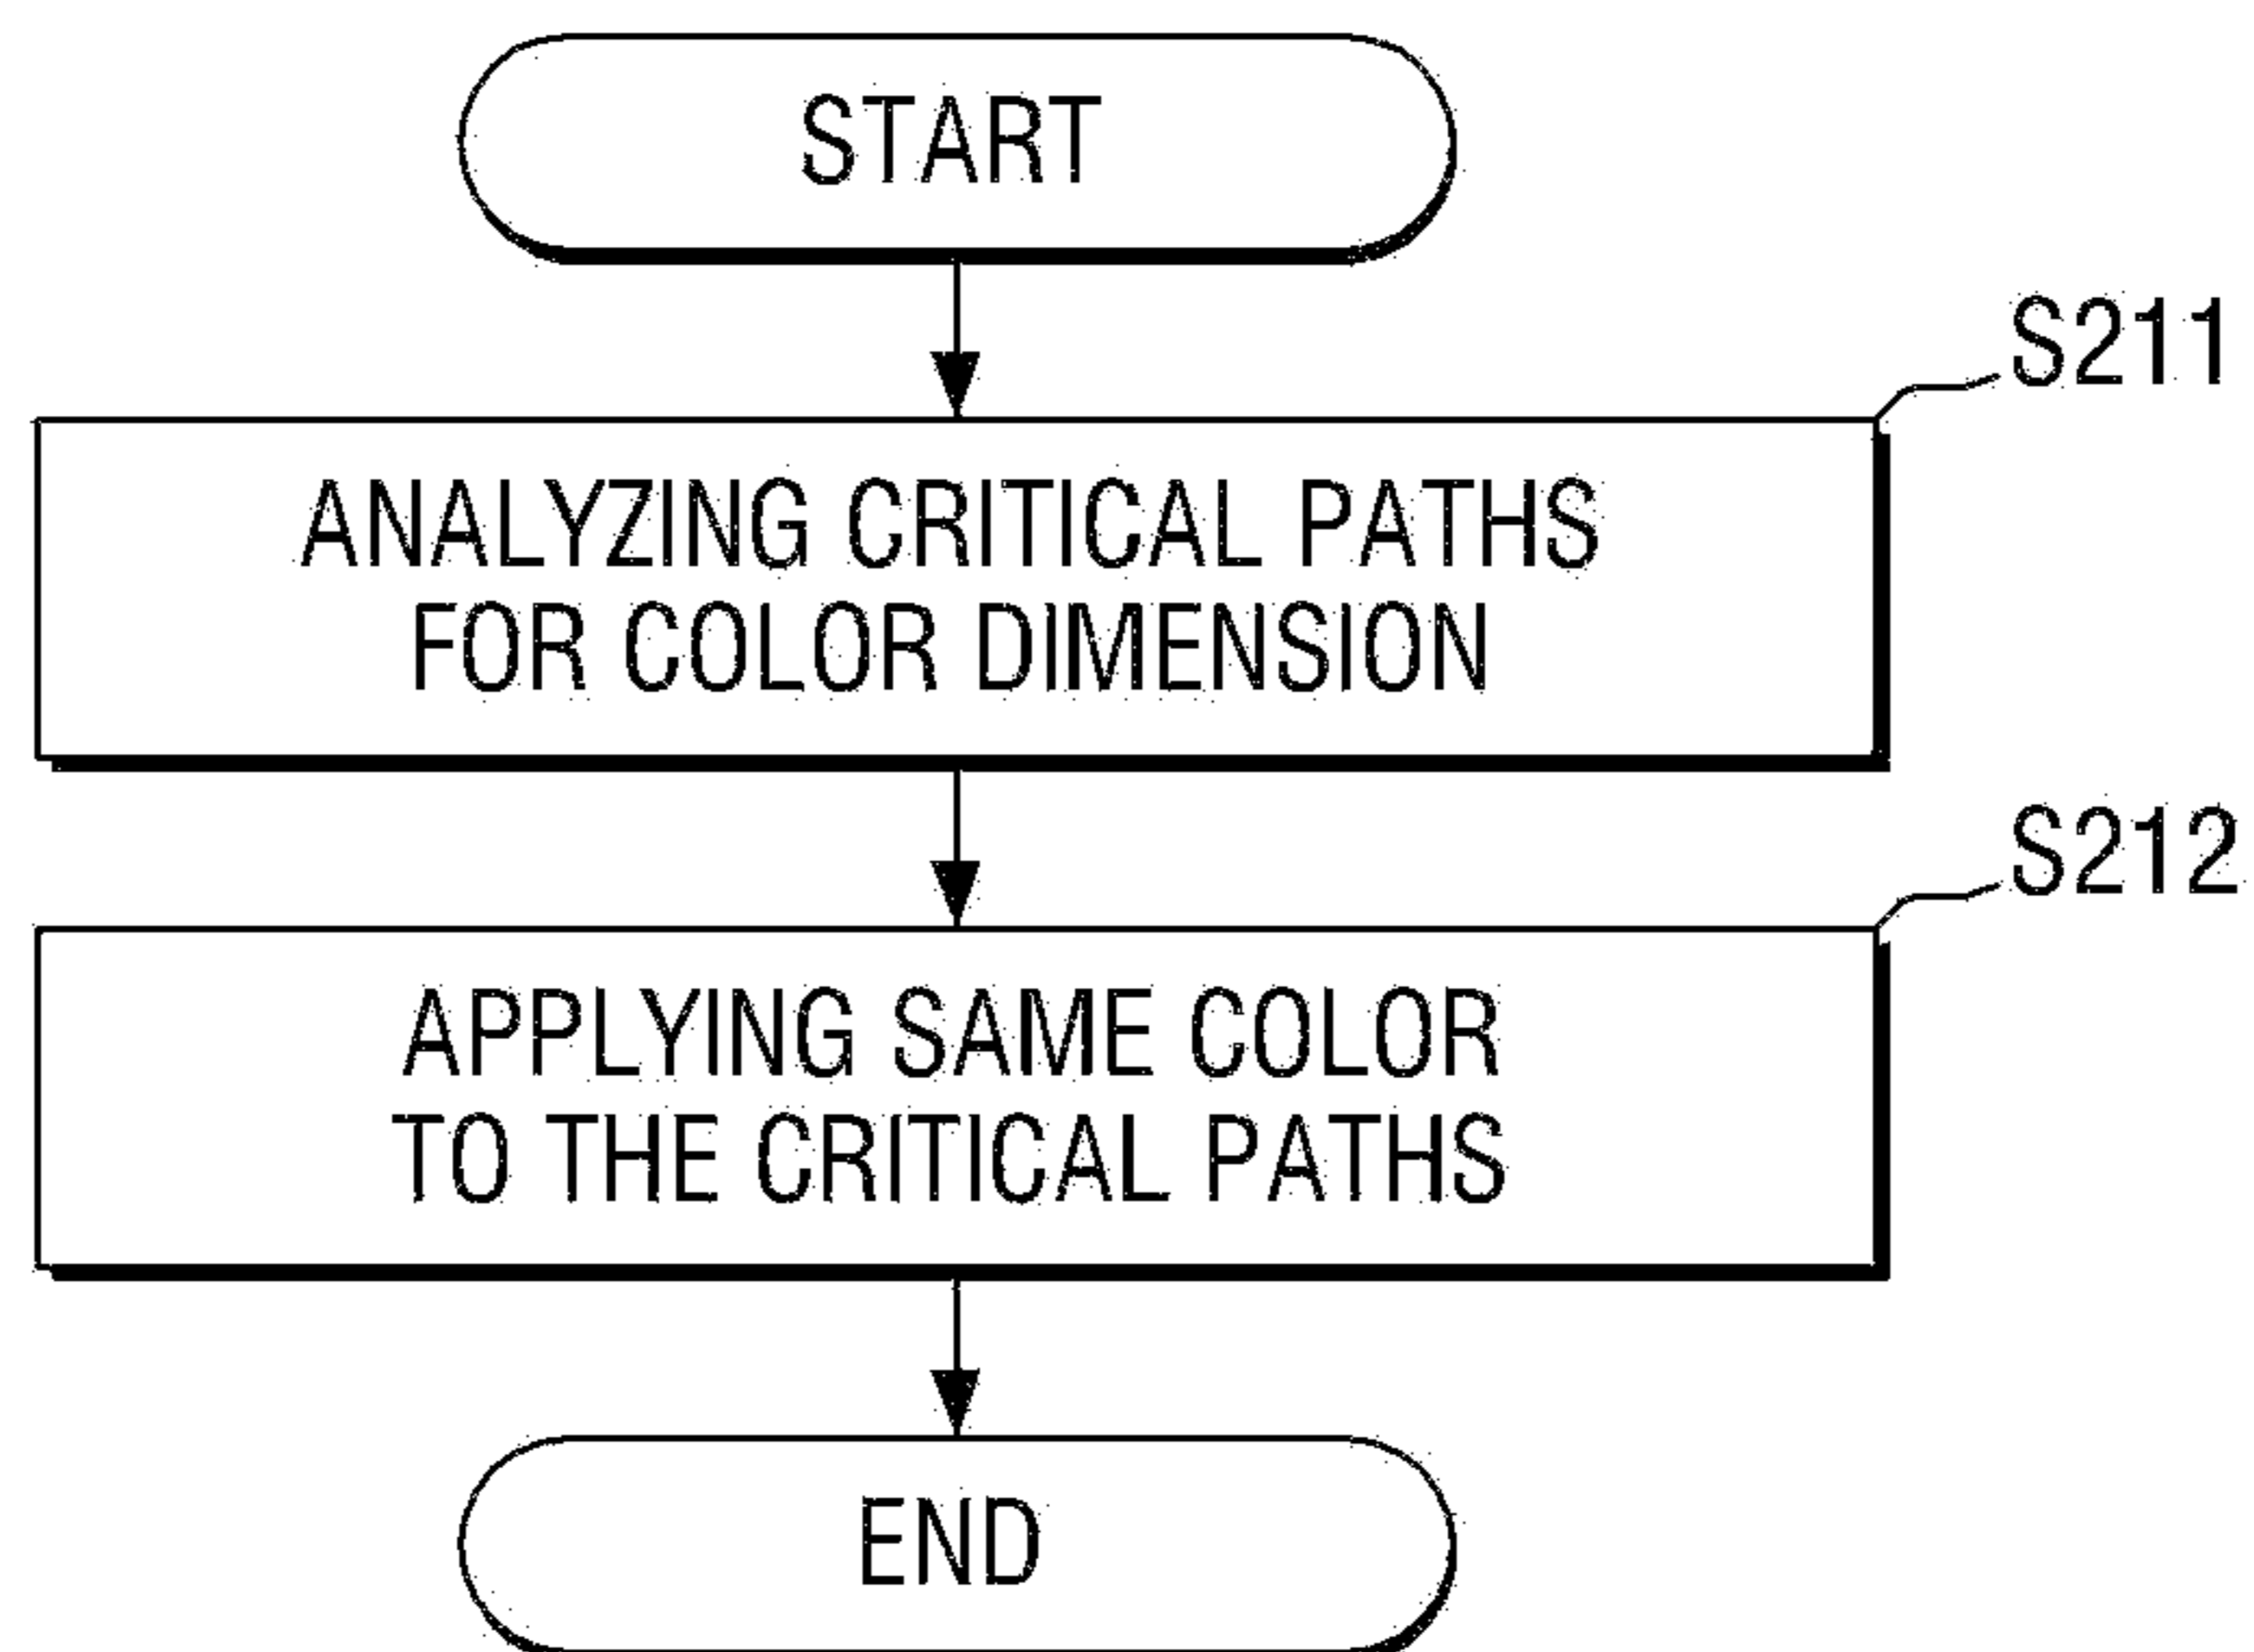 START
S211
ANALYZING CRITICAL PATHS
FOR COLOR DIMENSION
S212
APPLYING SAME COLOR
TO THE CRITICAL PATHS
END